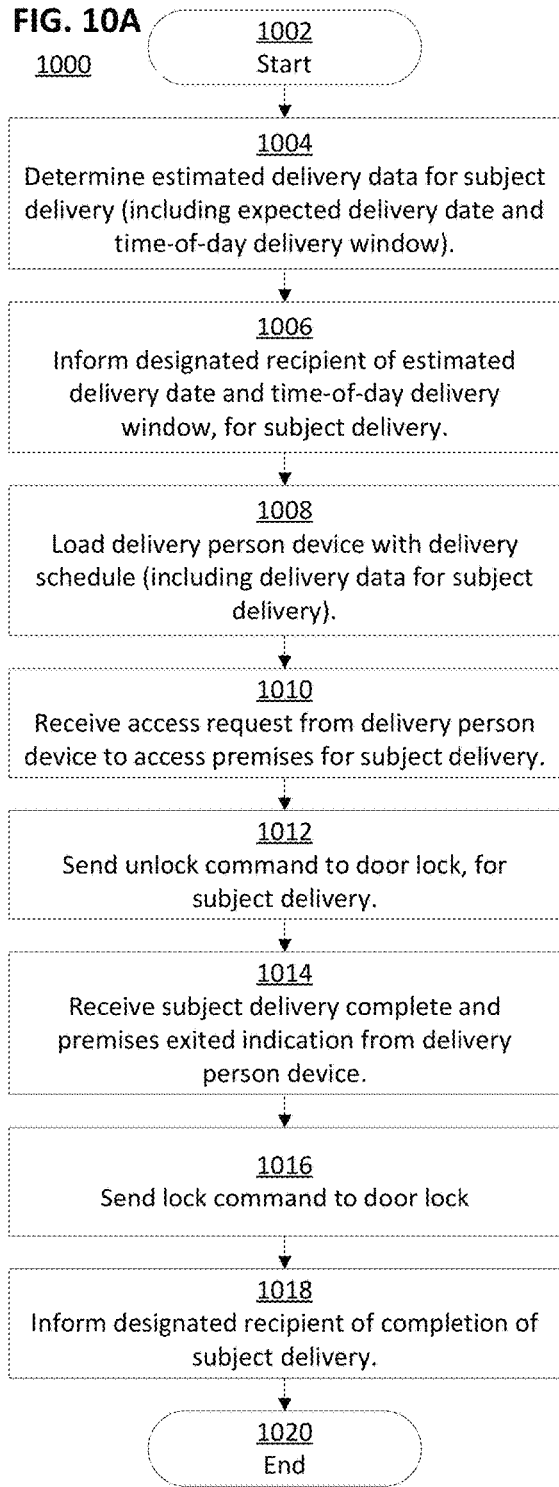 FIG. 10A
1000
1002
Start
1004
Determine estimated delivery data for subject
delivery (including expected delivery date and
time-of-day delivery window).
1006
Inform designated recipient of estimated
delivery date and time-of-day delivery
window, for subject delivery.
1008
Load delivery person device with delivery
schedule (including delivery data for subject
delivery).
1010
Receive access request from delivery person
device to access premises for subject delivery.
1012
Send unlock command to door lock, for
subject delivery.
1014
Receive subject delivery complete and
premises exited indication from delivery
person device.
1016
Send lock command to door lock
1018
Inform designated recipient of completion of
subject delivery.
1020
End